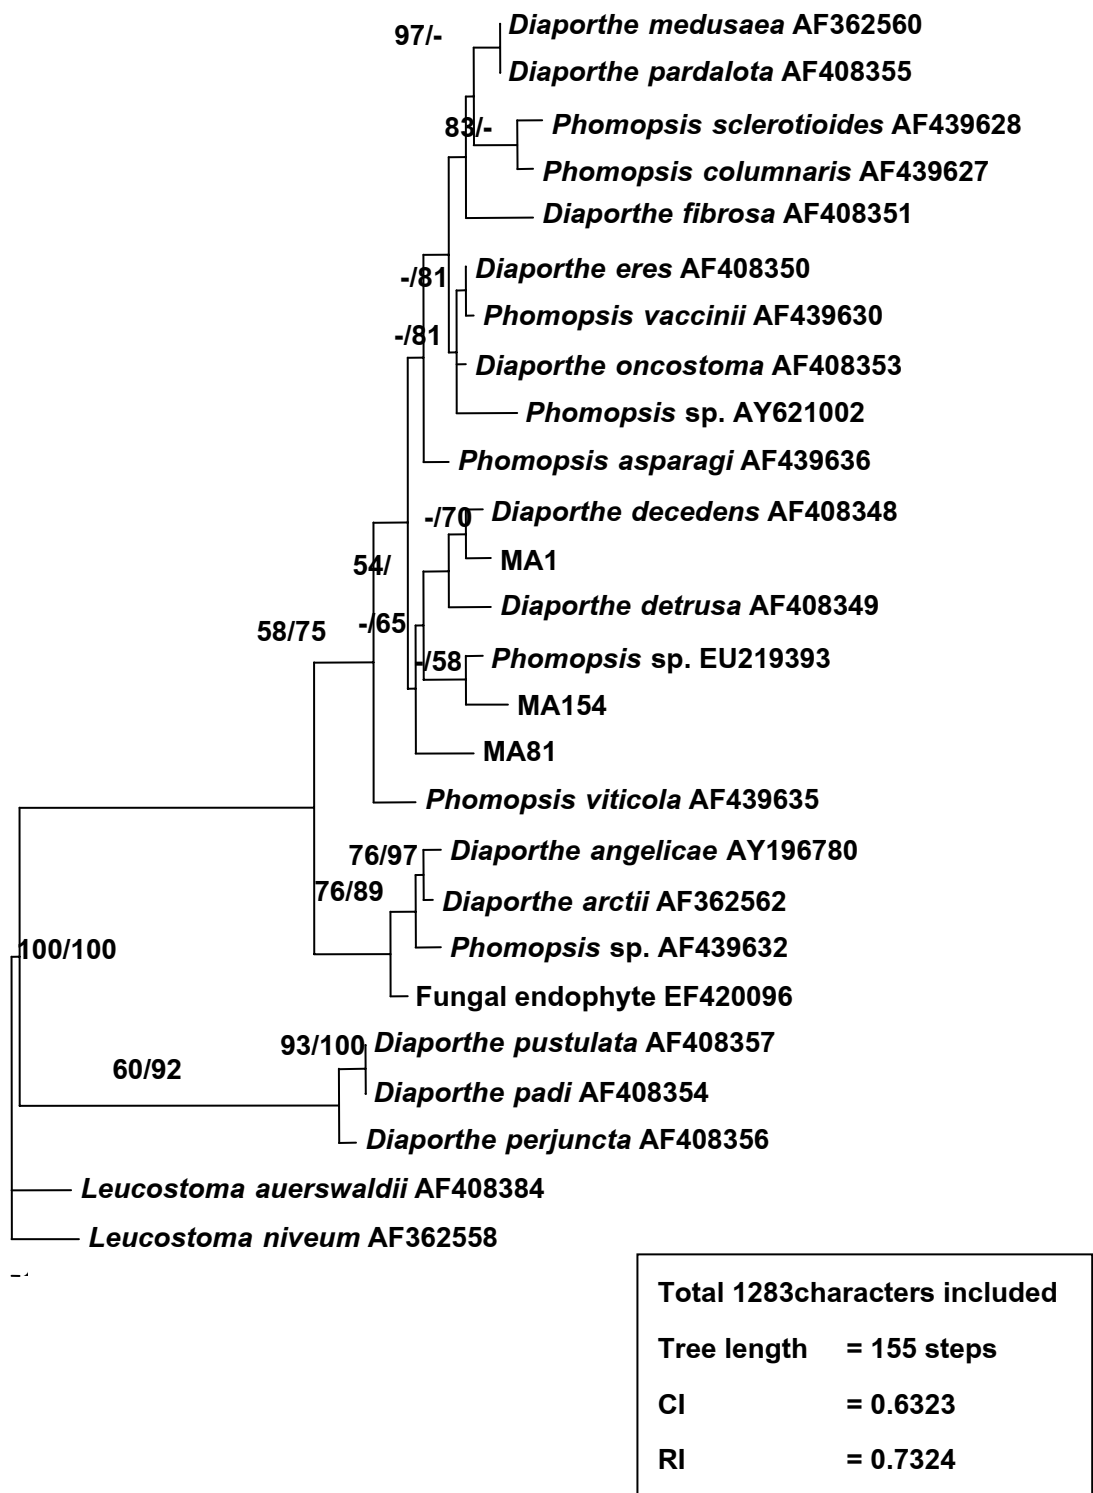 Diaporthe medusaea AF362560
97/-
Diaporthe pardalota AF408355
83/-
Phomopsis sclerotioides AF439628
Phomopsis columnaris AF439627
Diaporthe fibrosa AF408351
-/81
Diaporthe eres AF408350
Phomopsis vaccinii AF439630
-/81
Diaporthe oncostoma AF408353
Phomopsis sp. AY621002
Phomopsis asparagi AF439636
-/70
Diaporthe decedens AF408348
54/
MA1
Diaporthe detrusa AF408349
58/75
-/65
-/58
Phomopsis sp. EU219393
MA154
MA81
Phomopsis viticola AF439635
76/97
Diaporthe angelicae AY196780
76/89
Diaporthe arctii AF362562
100/100
Phomopsis sp. AF439632
Fungal endophyte EF420096
93/100
Diaporthe pustulata AF408357
60/92
Diaporthe padi AF408354
Diaporthe perjuncta AF408356
Leucostoma auerswaldii AF408384
Leucostoma niveum AF362558
Total 1283characters included
Tree length = 155 steps
CI = 0.6323
RI = 0.7324